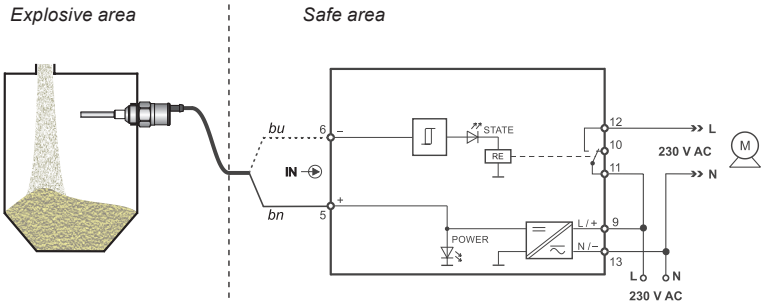 Explosive area
Safe area
bu
6
–
STATE
12
L
RE
10
230 V AC
M
IN
11
N
+
bn
5
L / +
9
POWER
N / –
13
L
N
230 V AC